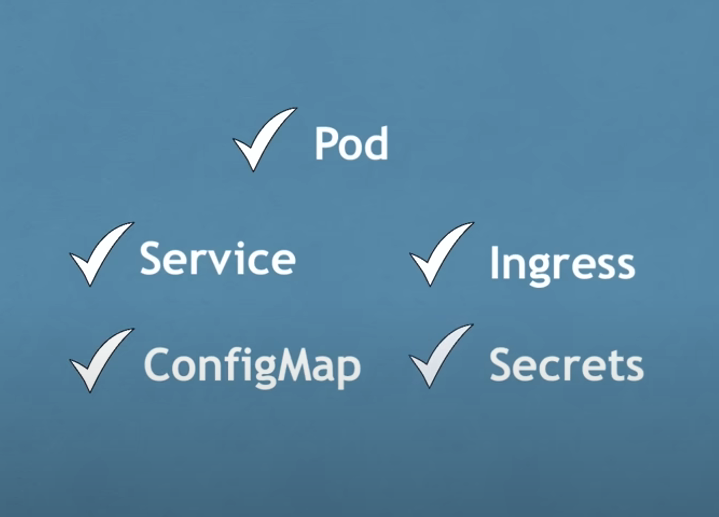 Pod
Service
Ingress
ConfigMap
Secrets